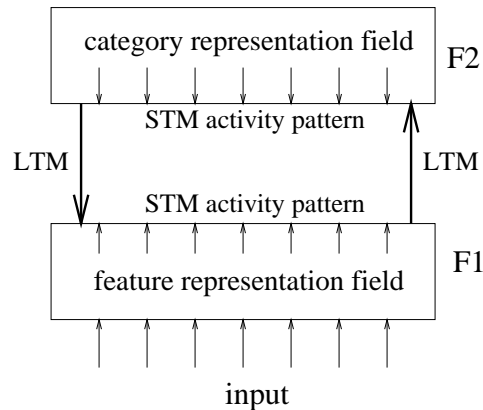 category representation field
F2
STM activity pattern
LTM
LTM
STM activity pattern
feature representation field
F1
input